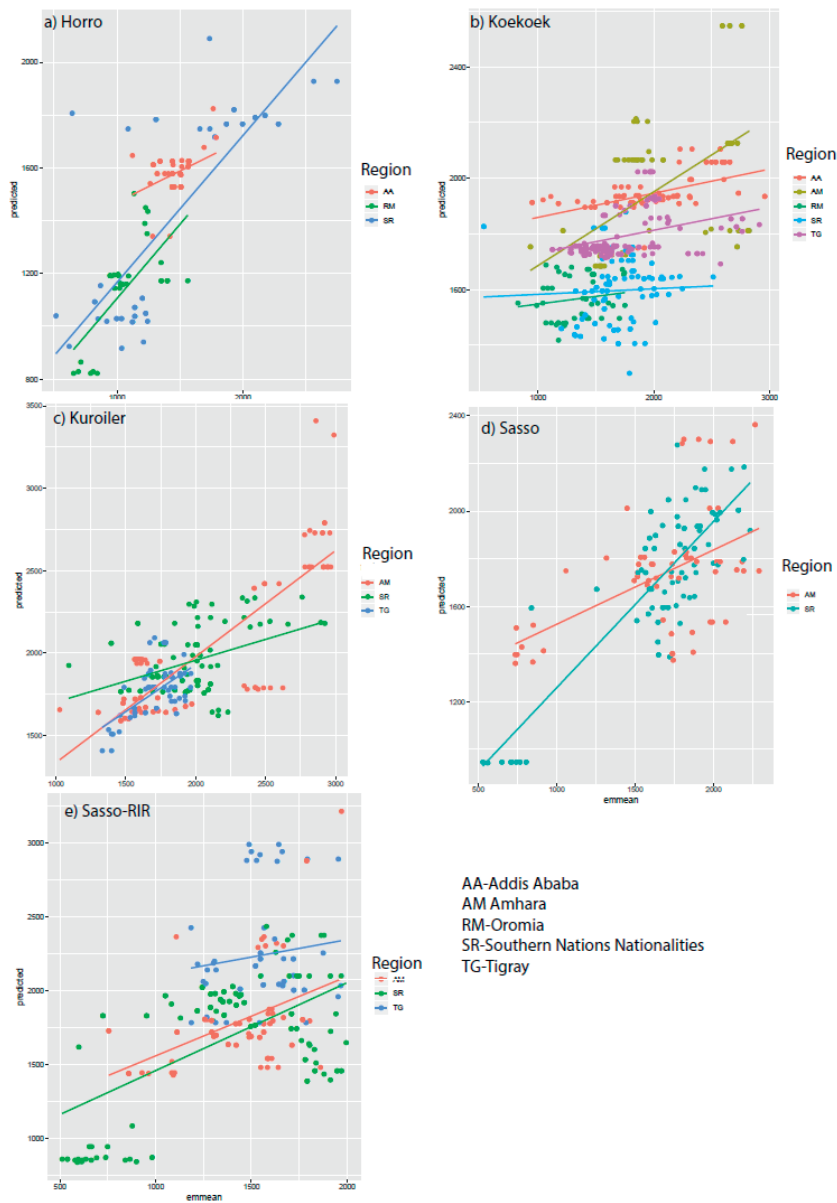 a) Horro
2000
1600
1200
800
predicted
1000
2000
Region
AA
RM
SR
b) Koekoek
2400
2000
1600
predicted
1000
2000
3000
Region
AA
AM
RM
SR
TG
c) Kuroiler
3500
3000
2500
2000
1500
predicted
1000
1500
2000
2500
3000
Region
AM
SR
TG
d) Sasso
2400
2000
1600
1200
predicted
500
1000
1500
2000
emmean
Region
AM
SR
e) Sasso-RIR
3000
2500
2000
1500
1000
predicted
500
1000
1500
2000
emmean
Region
AM
SR
TG
AA-Addis Ababa
AM Amhara
RM-Oromia
SR-Southern Nations Nationalities
TG-Tigray